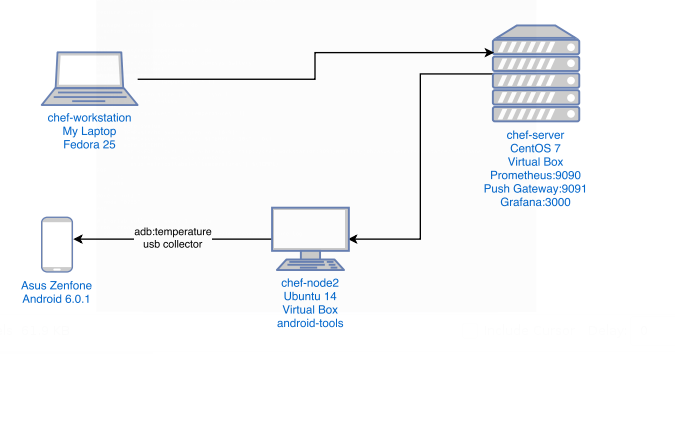 chef-workstation
My Laptop
Fedora 25
chef-server
CentOS 7
Virtual Box
Prometheus:9090
Push Gateway:9091
Grafana:3000
adb:temperature
usb collector
Asus Zenfone
Android 6.0.1
chef-node2
Ubuntu 14
Virtual Box
android-tools